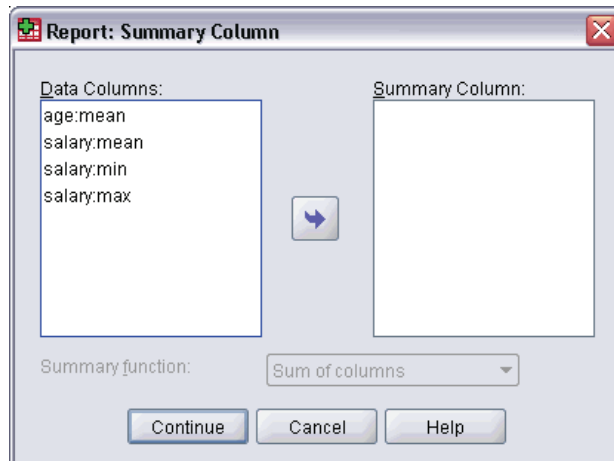 Report: Summary Column
Data Columns:
Summary Column:
age:mean
salary:mean
salary:min
salary:max
Summary function:
Sum of columns
Continue
Cancel
Help